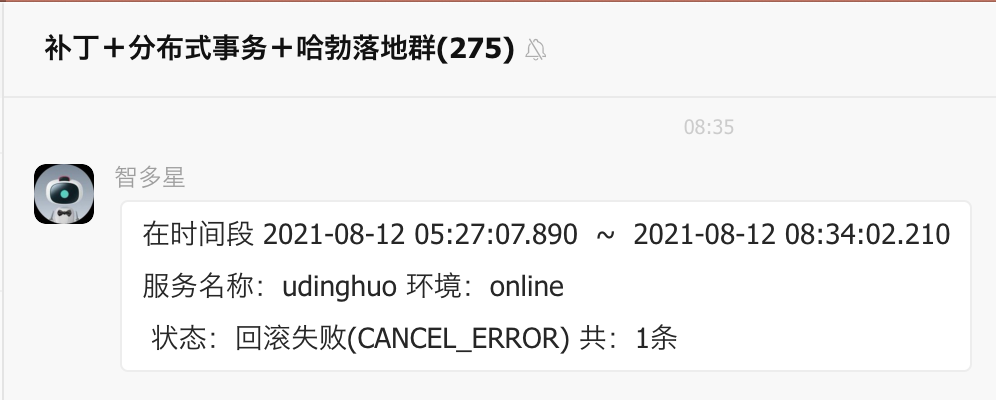 补丁+分布式事务+哈勃落地群(275)
08:35
智多星
在时间段 2021-08-12 05:27:07.890 ~ 2021-08-12 08:34:02.210
服务名称：udinghuo 环境：online
状态：回滚失败(CANCEL_ERROR) 共：1条